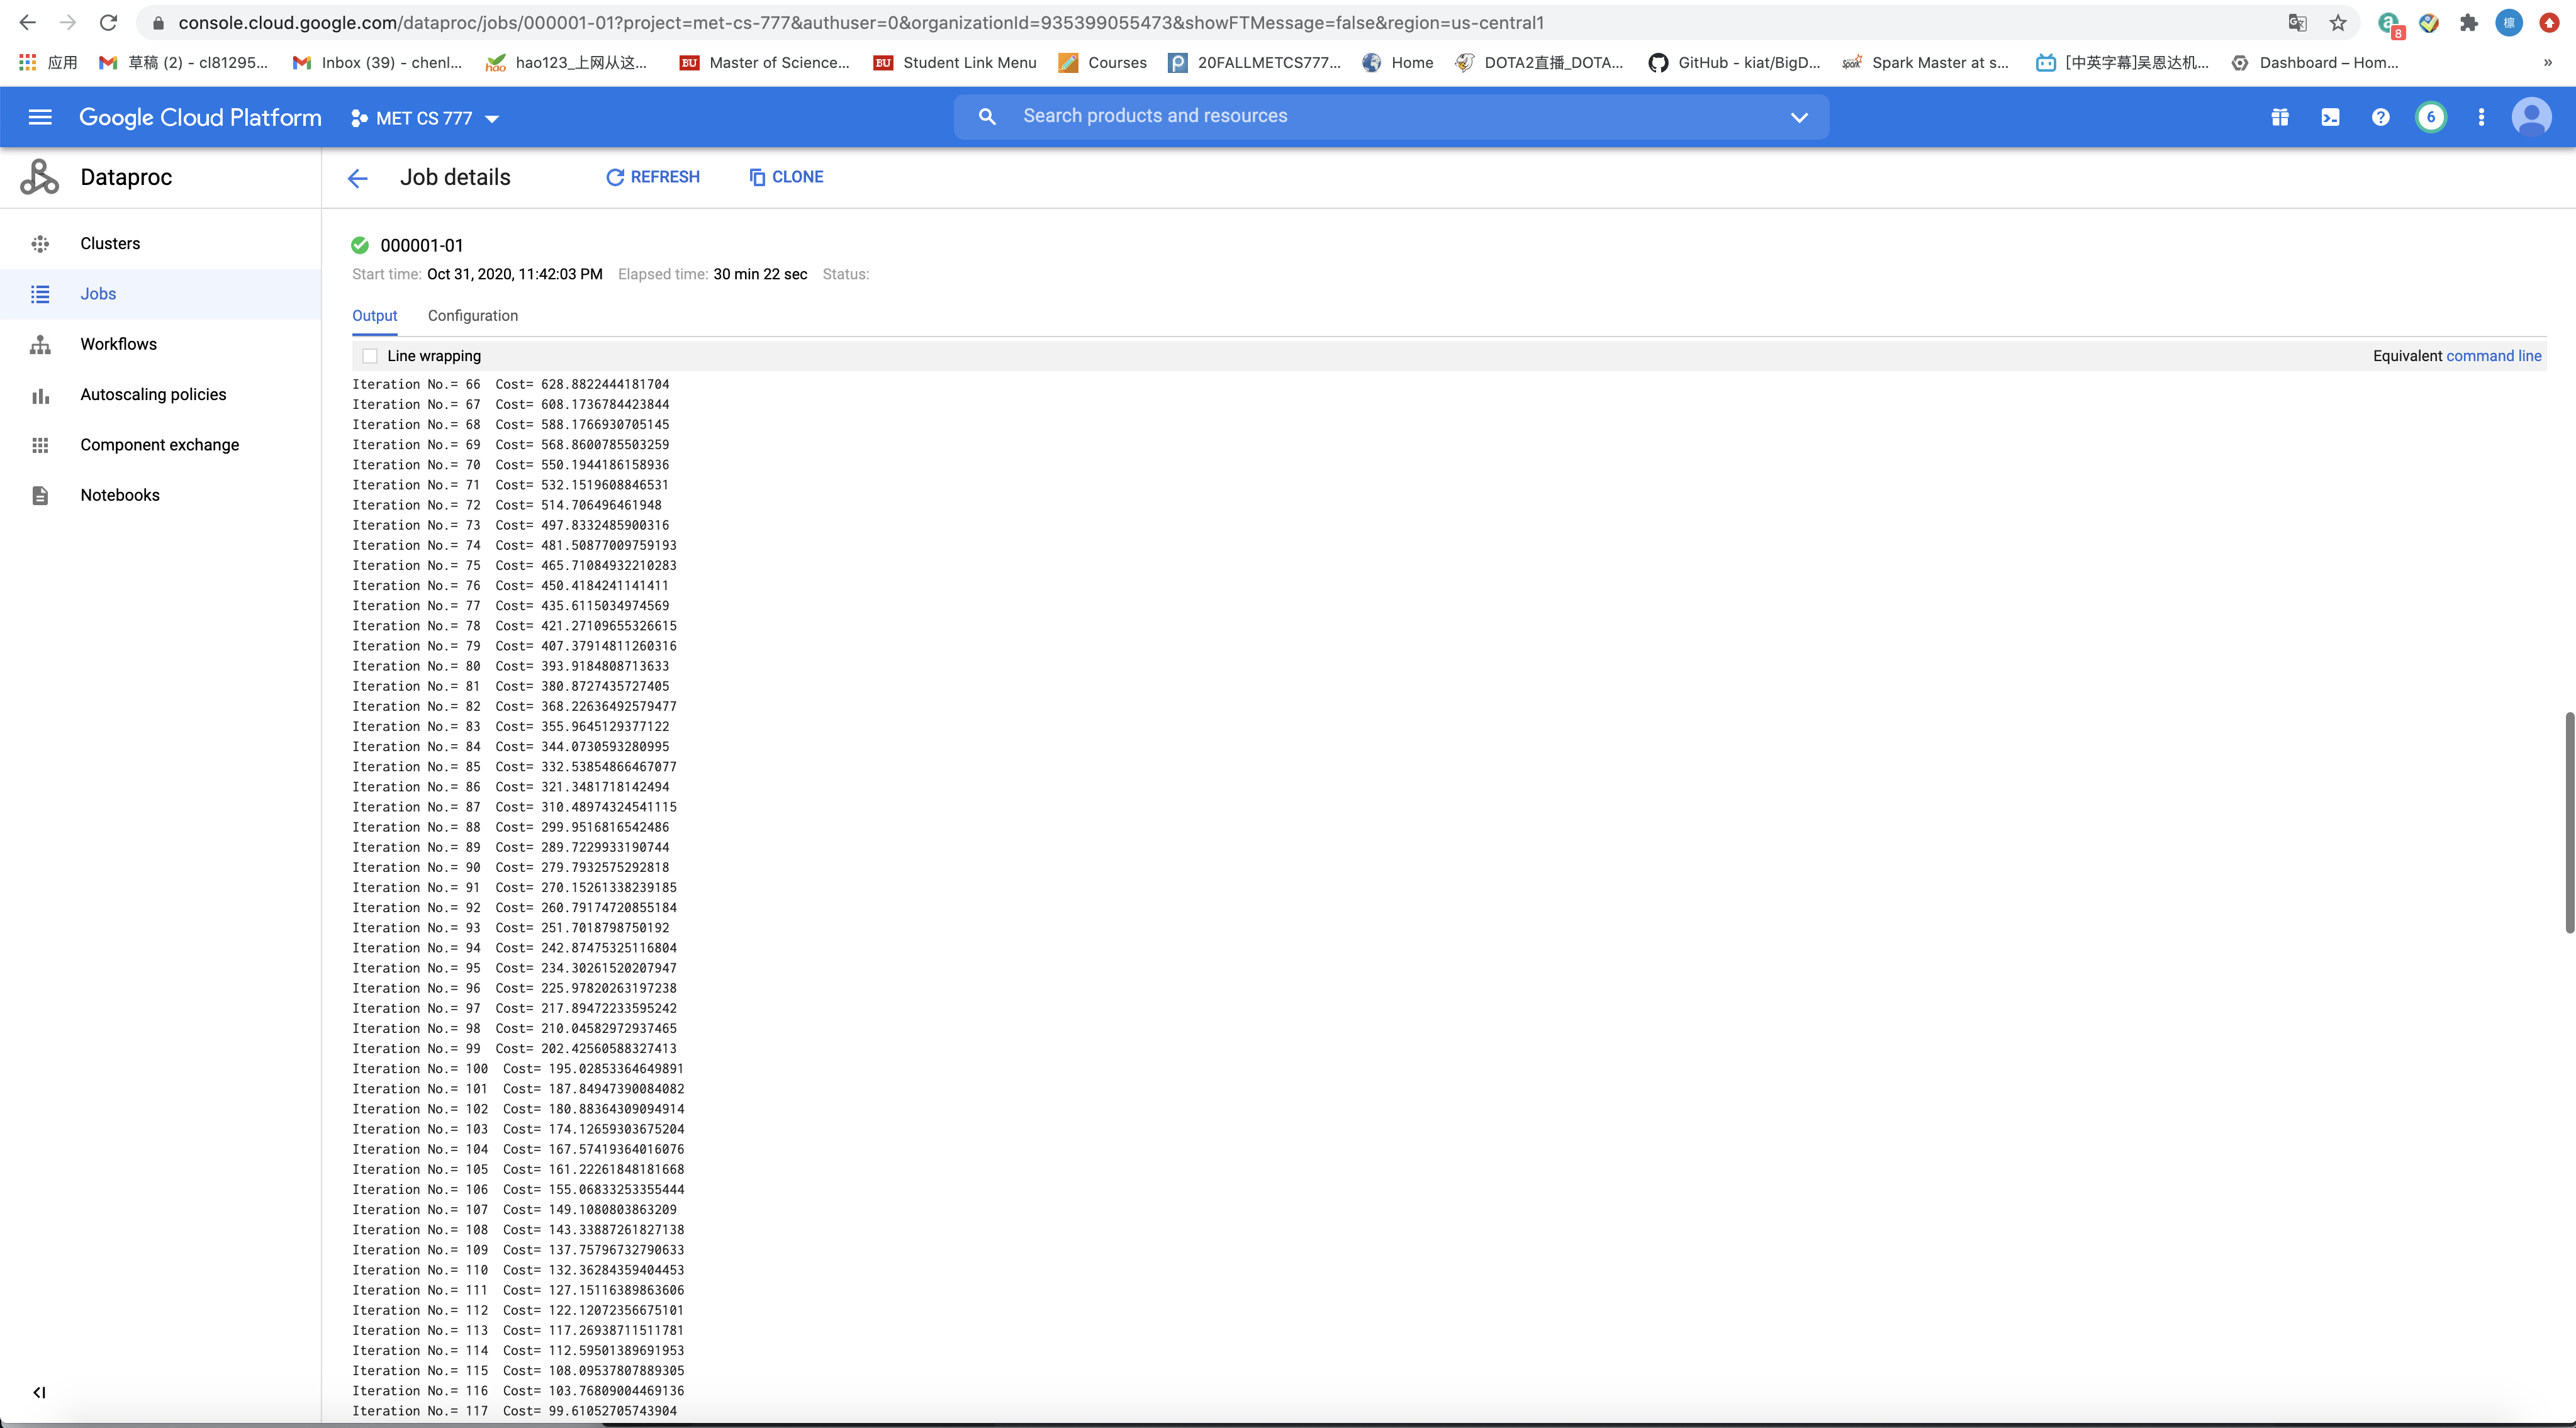 console.cloud.google.com/dataproc/jobs/000001-01?project=met-cs-777&authuser=0&organizationId=935399055473&showFTMessage=false&region=us-central1
8
应用 草稿 (2) - cl81295... Inbox (39) - chenl... hao123_上网从这... BU Master of Science... BU Student Link Menu Courses 20FALLMETCS777... Home DOTA2直播_DOTA... GitHub - kiat/BigD... Spark Master at s... [中英字幕]吴恩达机... Dashboard – Hom... »
Google Cloud Platform MET CS 777 Search products and resources 6
Dataproc Job details REFRESH CLONE
Clusters
Jobs
Workflows
Autoscaling policies
Component exchange
Notebooks
000001-01
Start time: Oct 31, 2020, 11:42:03 PM Elapsed time: 30 min 22 sec Status:
Output Configuration
Line wrapping Equivalent command line
Iteration No.= 66 Cost= 628.8822444181704
Iteration No.= 67 Cost= 608.1736784423844
Iteration No.= 68 Cost= 588.1766930705145
Iteration No.= 69 Cost= 568.8600785503259
Iteration No.= 70 Cost= 550.1944186158936
Iteration No.= 71 Cost= 532.1519608846531
Iteration No.= 72 Cost= 514.706496461948
Iteration No.= 73 Cost= 497.8332485900316
Iteration No.= 74 Cost= 481.50877009759193
Iteration No.= 75 Cost= 465.71084932210283
Iteration No.= 76 Cost= 450.4184241141411
Iteration No.= 77 Cost= 435.6115034974569
Iteration No.= 78 Cost= 421.27109655326615
Iteration No.= 79 Cost= 407.37914811260316
Iteration No.= 80 Cost= 393.9184808713633
Iteration No.= 81 Cost= 380.8727435727405
Iteration No.= 82 Cost= 368.22636492579477
Iteration No.= 83 Cost= 355.9645129377122
Iteration No.= 84 Cost= 344.0730593280995
Iteration No.= 85 Cost= 332.53854866467077
Iteration No.= 86 Cost= 321.3481718142494
Iteration No.= 87 Cost= 310.48974324541115
Iteration No.= 88 Cost= 299.9516816542486
Iteration No.= 89 Cost= 289.7229933190744
Iteration No.= 90 Cost= 279.7932575292818
Iteration No.= 91 Cost= 270.15261338239185
Iteration No.= 92 Cost= 260.79174720855184
Iteration No.= 93 Cost= 251.7018798750192
Iteration No.= 94 Cost= 242.87475325116804
Iteration No.= 95 Cost= 234.30261520207947
Iteration No.= 96 Cost= 225.97820263197238
Iteration No.= 97 Cost= 217.89472233595242
Iteration No.= 98 Cost= 210.04582972937465
Iteration No.= 99 Cost= 202.42560588327413
Iteration No.= 100 Cost= 195.02853364649891
Iteration No.= 101 Cost= 187.84947390084082
Iteration No.= 102 Cost= 180.88364309094914
Iteration No.= 103 Cost= 174.12659303675204
Iteration No.= 104 Cost= 167.57419364016076
Iteration No.= 105 Cost= 161.22261848181668
Iteration No.= 106 Cost= 155.06833253355444
Iteration No.= 107 Cost= 149.1080803863209
Iteration No.= 108 Cost= 143.33887261827138
Iteration No.= 109 Cost= 137.75796732790633
Iteration No.= 110 Cost= 132.36284359404453
Iteration No.= 111 Cost= 127.15116389863606
Iteration No.= 112 Cost= 122.12072356675101
Iteration No.= 113 Cost= 117.26938711511781
Iteration No.= 114 Cost= 112.59501389691953
Iteration No.= 115 Cost= 108.09537807889305
Iteration No.= 116 Cost= 103.76809004469136
Iteration No.= 117 Cost= 99.61052705743904